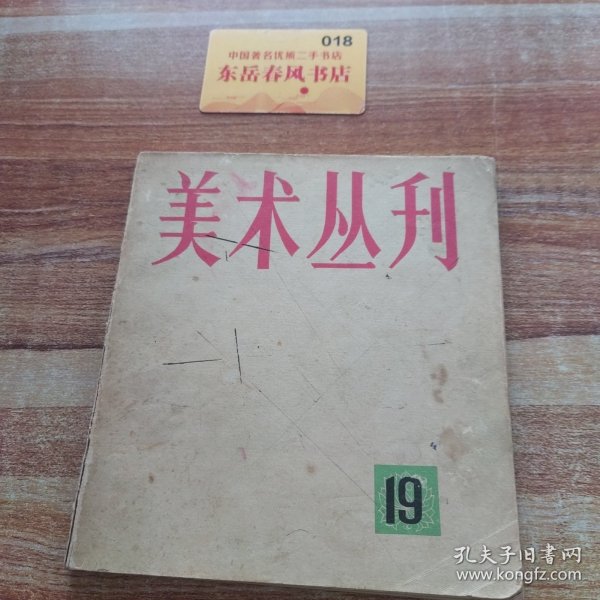 018
中国著名优质二手书店
东岳春风书店
美术丛刊
19
孔夫子旧书网
www.kongfz.com